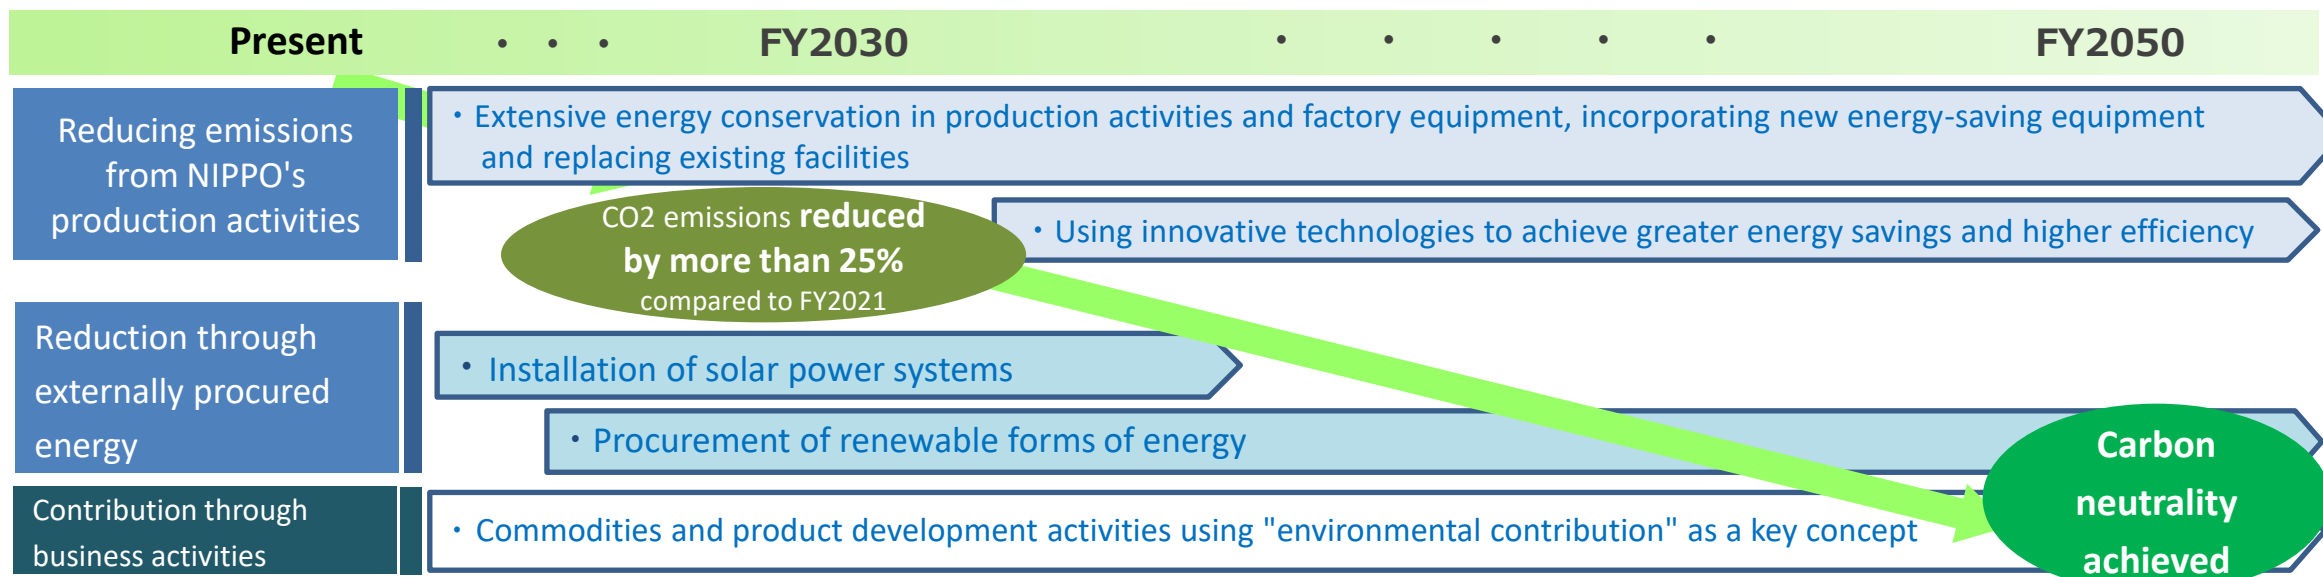 Present ・・・ FY2030 ・ ・ ・ ・ ・ FY2050
Reducing emissions
from NIPPO's
production activities
・Extensive energy conservation in production activities and factory equipment, incorporating new energy-saving equipment
and replacing existing facilities
CO2 emissions reduced
by more than 25%
compared to FY2021
・Using innovative technologies to achieve greater energy savings and higher efficiency
Reduction through
externally procured
energy
・Installation of solar power systems
・Procurement of renewable forms of energy
Carbon
neutrality
achieved
Contribution through
business activities
・Commodities and product development activities using "environmental contribution" as a key concept